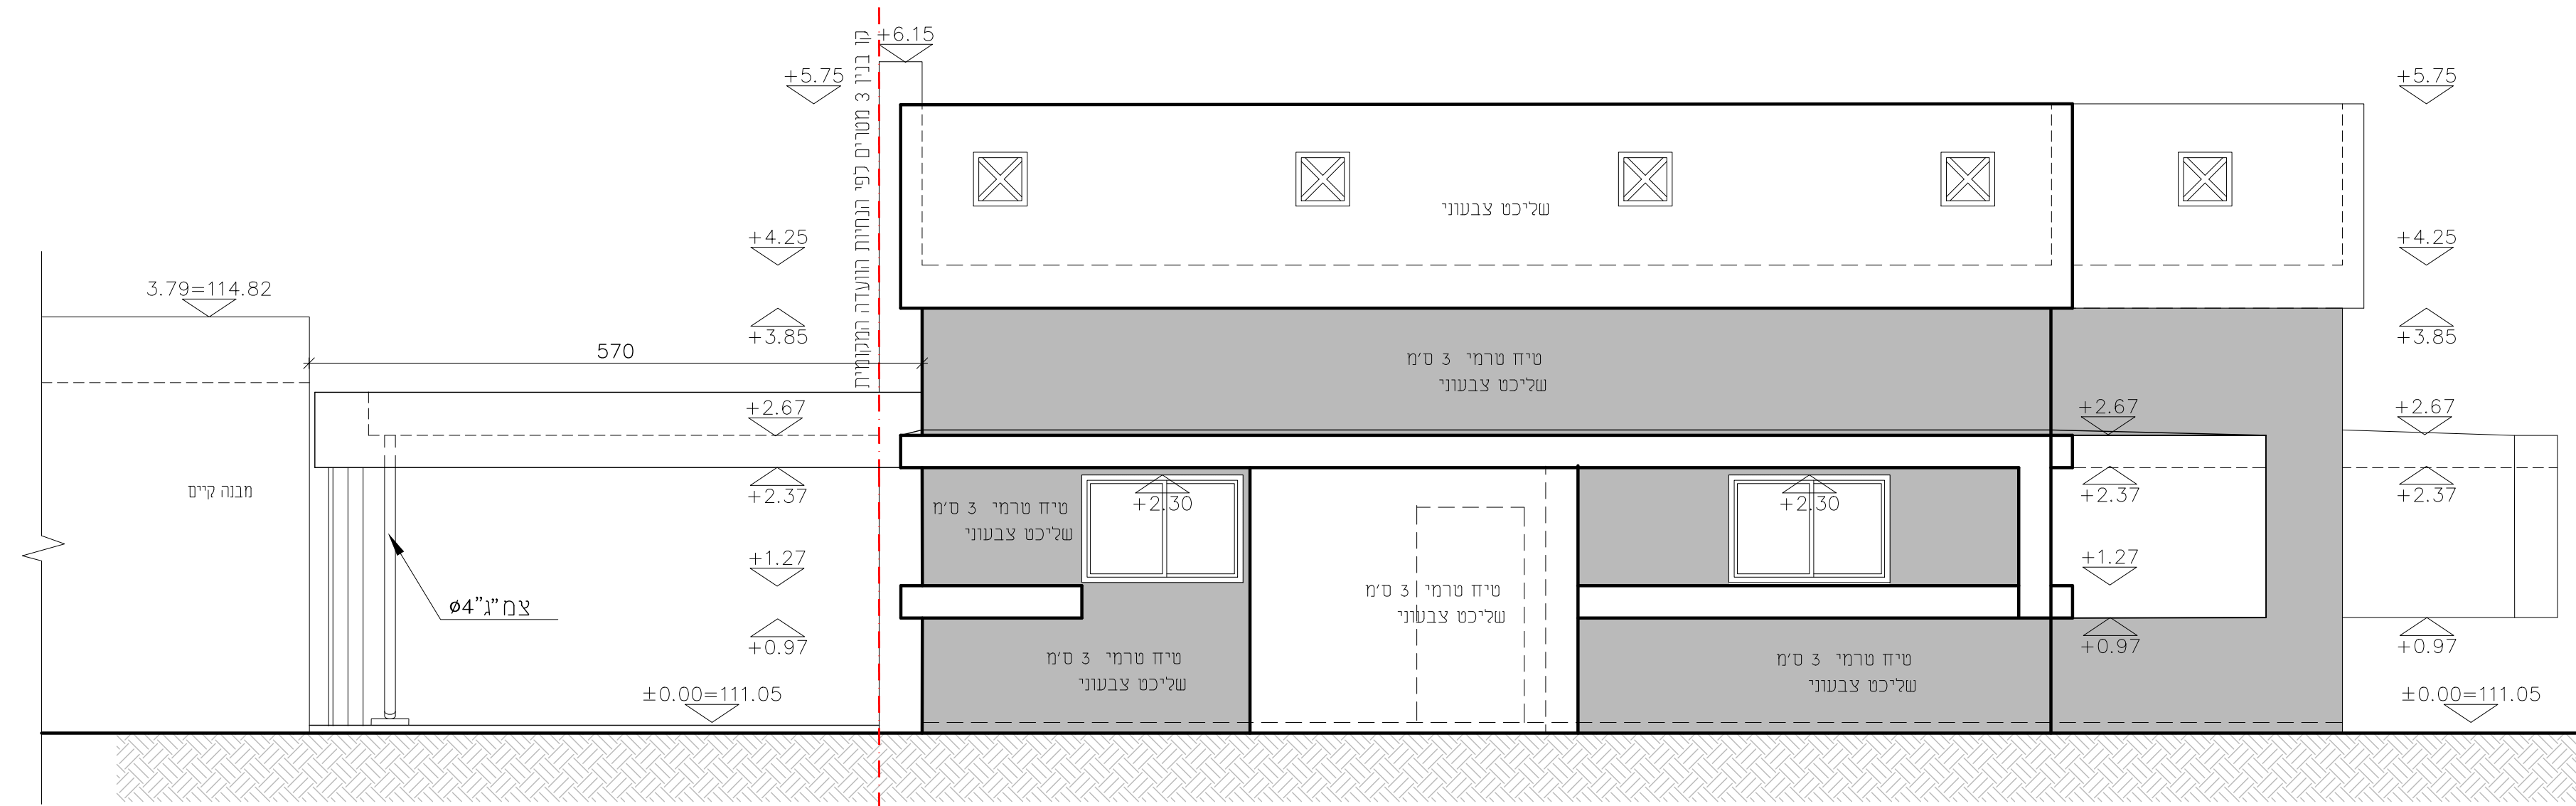 +6.15
קו בנין 3 מטרים לפי הנחיות הועדה המקומית
+5.75
+5.75
שליכט צבעוני
+4.25
+4.25
3.79=114.82
+3.85
+3.85
570
טיח טרמי 3 ס'מ
שליכט צבעוני
+2.67
+2.67
+2.67
מבנה קיים
+2.37
+2.30
+2.30
+2.37
+2.37
טיח טרמי 3 ס'מ
שליכט צבעוני
+1.27
+1.27
טיח טרמי 3 ס'מ
שליכט צבעוני
צמ"ג ø4"
+0.97
+0.97
+0.97
טיח טרמי 3 ס'מ
שליכט צבעוני
טיח טרמי 3 ס'מ
שליכט צבעוני
±0.00=111.05
±0.00=111.05